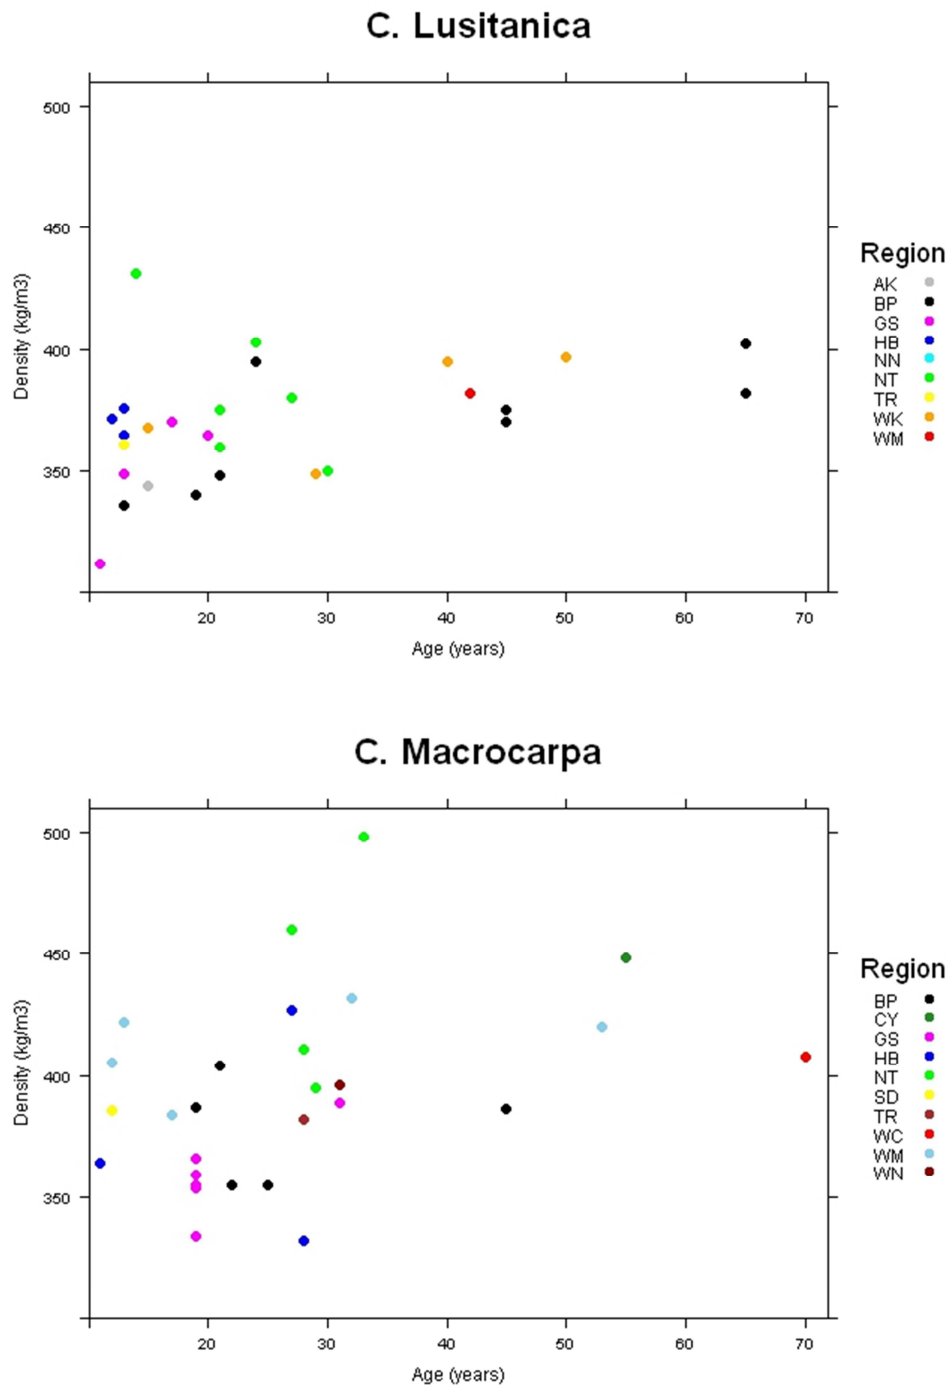 C. Lusitanica
500
450
400
350
Density (kg/m3)
20 30 40 50 60 70
Age (years)
Region
AK
BP
GS
HB
NN
NT
TR
WK
WM
C. Macrocarpa
500
450
400
350
Density (kg/m3)
20 30 40 50 60 70
Age (years)
Region
BP
CY
GS
HB
NT
SD
TR
WC
WM
WN